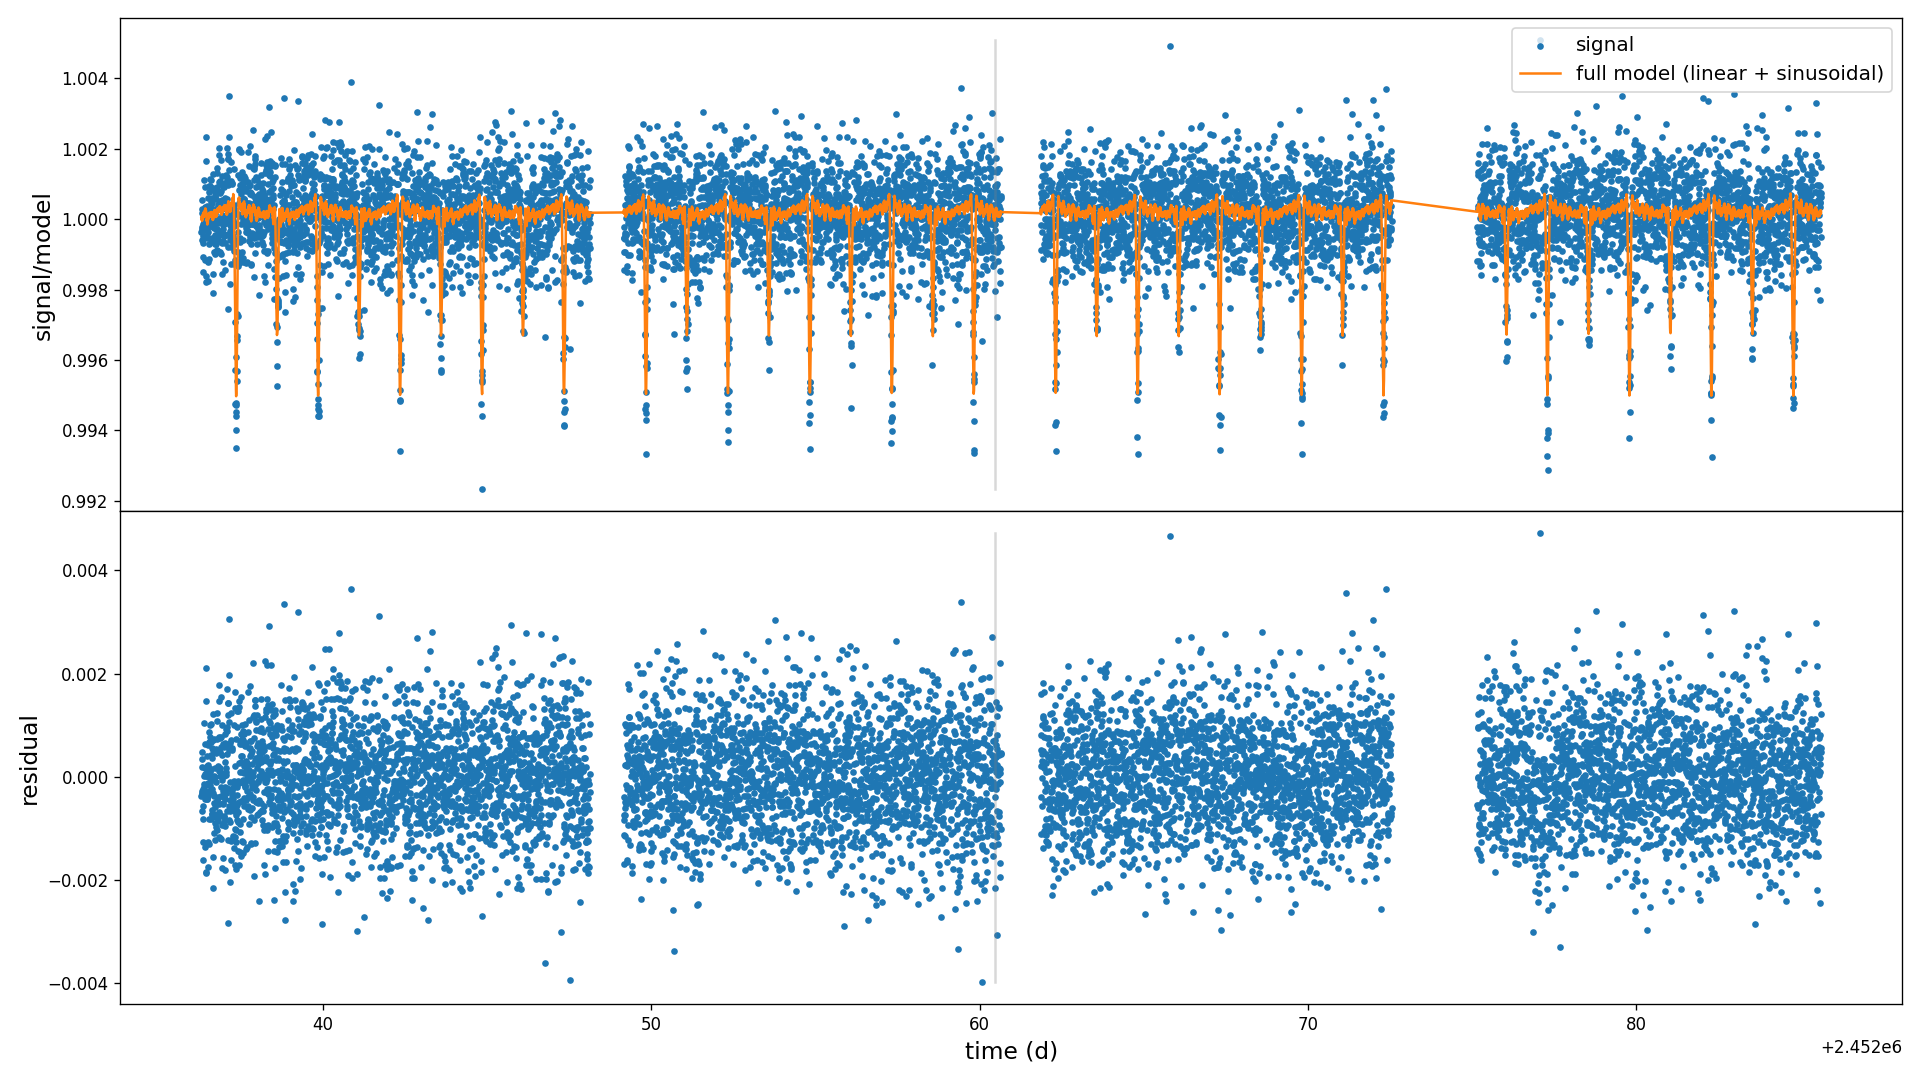 signal
full model (linear + sinusoidal)
1.004
1.002
1.000
0.998
0.996
0.994
0.992
signal/model
0.004
0.002
0.000
−0.002
−0.004
residual
40
50
60
70
80
time (d)
+2.452e6